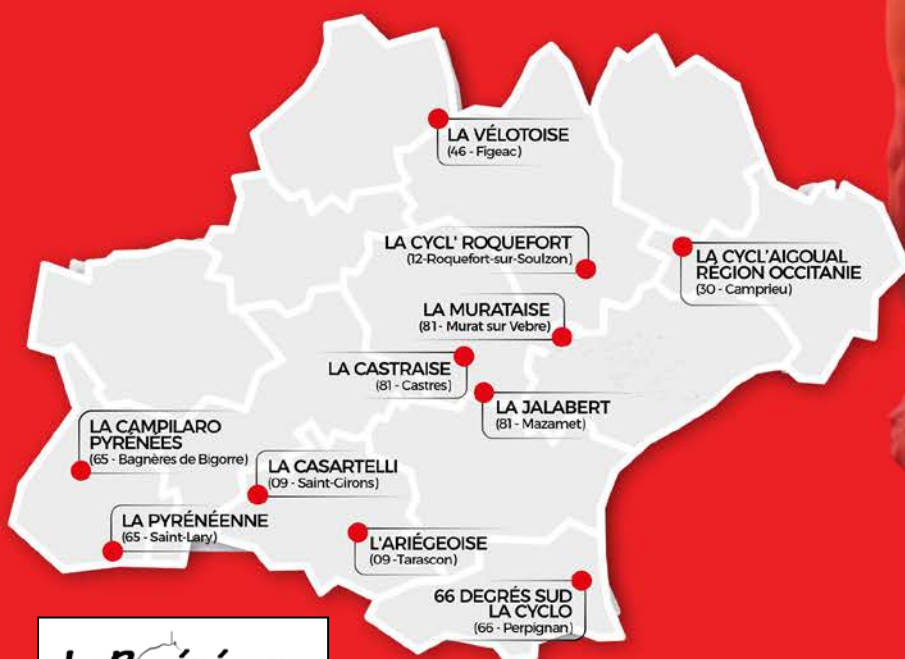 LA VÉLOTOISE
(46 - Figeac)
LA CYCL' ROQUEFORT
(12-Roquefort-sur-Soulzon)
LA CYCL'AIGOUAL
RÉGION OCCITANIE
(30 - Camprieu)
LA MURATAISE
(81 - Murat sur Vebre)
LA CASTRAISE
(81 - Castres)
LA JALABERT
(81 - Mazamet)
LA CAMPILARO
PYRÉNÉES
(65 - Bagnères de Bigorre)
LA CASARTELLI
(09 - Saint-Girons)
LA PYRÉNÉENNE
(65 - Saint-Lary)
L'ARIÉGEOISE
(09 -Tarascon)
66 DEGRÉS SUD
LA CYCLO
(66 - Perpignan)